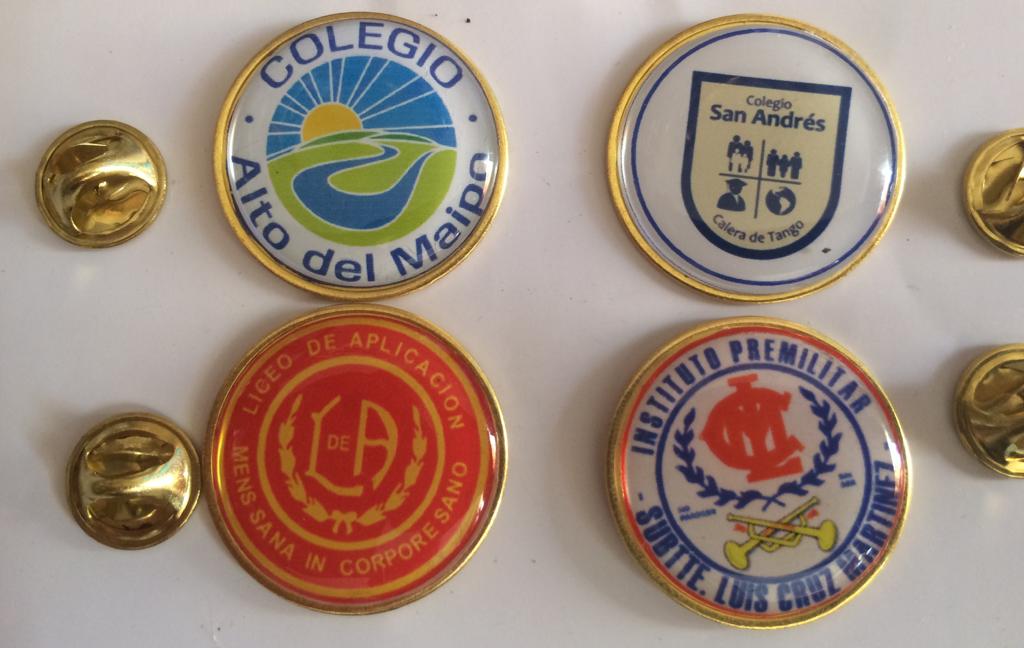 COLEGIO
Alto del Maipo
Colegio
San Andrés
Calera de Tango
LICEO DE APLICACION
L DE A
MENS SANA IN CORPORE SANO
INSTITUTO PREMILITAR
- SUBTTE. LUIS CRUZ MARTINEZ -